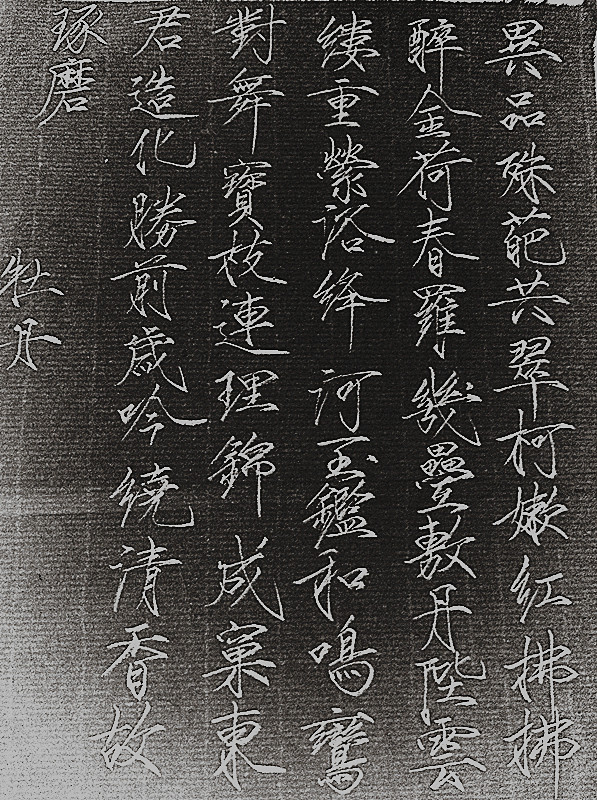 異品殊葩共翠柯嫩紅拂拂
醉金荷春羅幾疊敷丹陛雲
縷重縈浴絳河玉鑑和鳴鸞
對舞寶枝連理錦成窠東
君造化勝前歲吟繞清香故
琢磨
牡丹